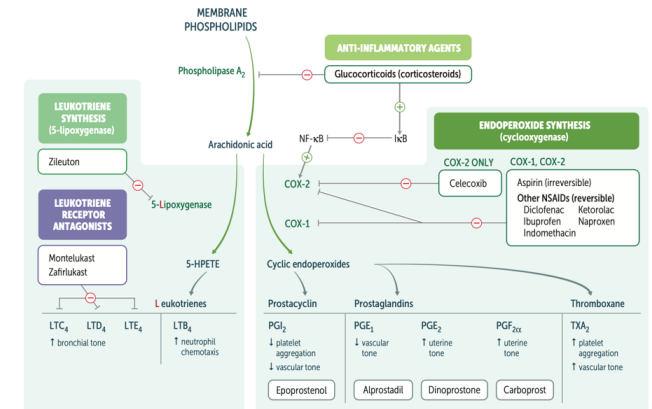 MEMBRANE
PHOSPHOLIPIDS
ANTI-INFLAMMATORY AGENTS
Phospholipase A₂
Glucocorticoids (corticosteroids)
LEUKOTRIENE
SYNTHESIS
(5-lipoxygenase)
ENDOPEROXIDE SYNTHESIS
(cyclooxygenase)
Arachidonic acid
NF-κB
IκB
Zileuton
COX-2 ONLY
COX-1, COX-2
COX-2
Celecoxib
Aspirin (irreversible)
Other NSAIDs (reversible)
Diclofenac Ketorolac
Ibuprofen Naproxen
Indomethacin
LEUKOTRIENE
RECEPTOR
ANTAGONISTS
5-Lipoxygenase
COX-1
Montelukast
Zafirlukast
5-HPETE
Cyclic endoperoxides
Leukotrienes
Prostacyclin
Prostaglandins
Thromboxane
LTC₄ LTD₄ LTE₄ LTB₄
PGI₂ PGE₁ PGE₂ PGF₂α TXA₂
↑ bronchial tone
↑ neutrophil
chemotaxis
↓ platelet
aggregation
↓ vascular tone
↓ vascular
tone
↑ uterine
tone
↑ uterine
tone
↑ platelet
aggregation
↑ vascular tone
Epoprostenol
Alprostadil
Dinoprostone
Carboprost